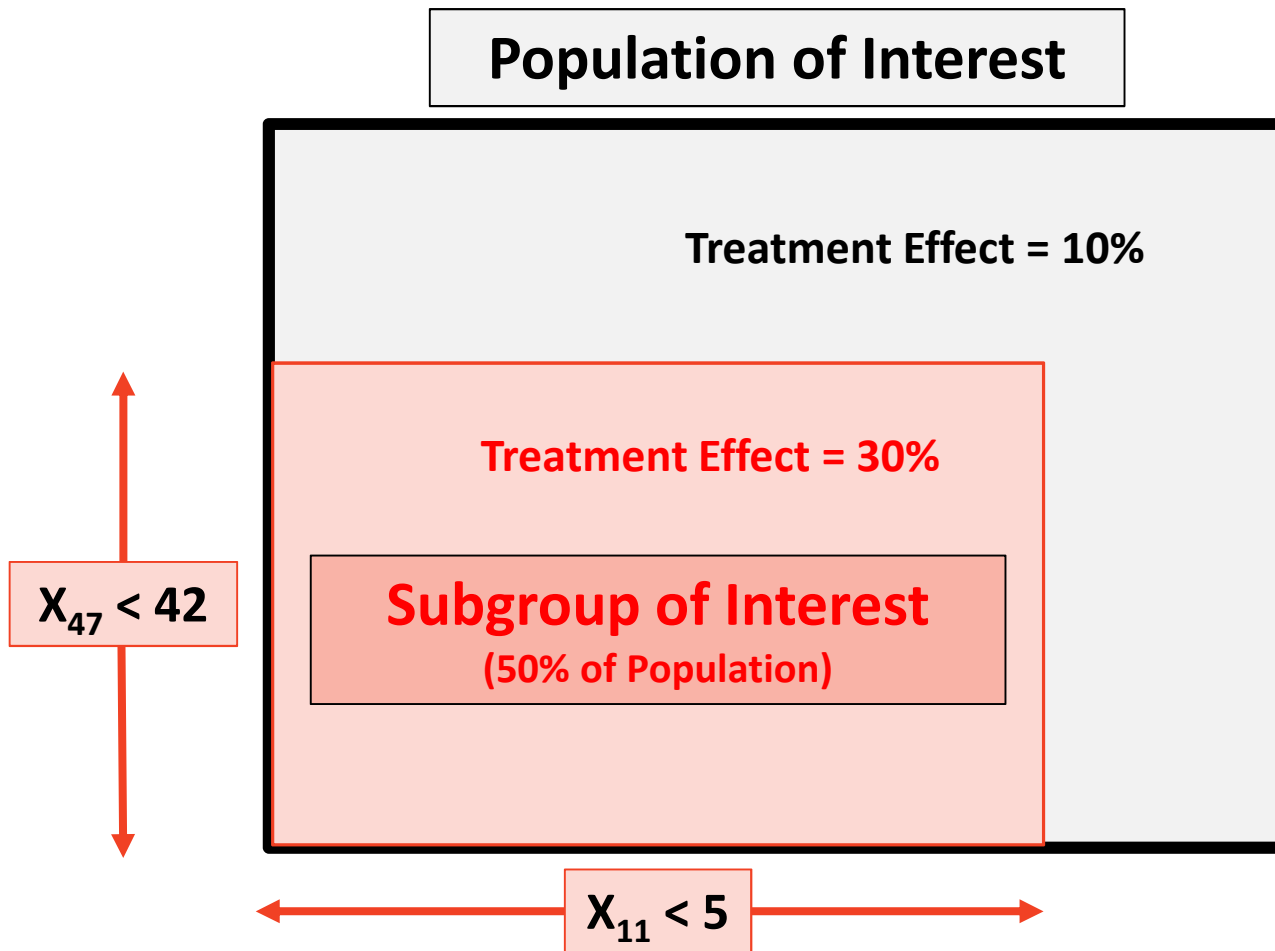 Population of Interest
Treatment Effect = 10%
Treatment Effect = 30%
X₄₇ < 42
Subgroup of Interest
(50% of Population)
X₁₁ < 5